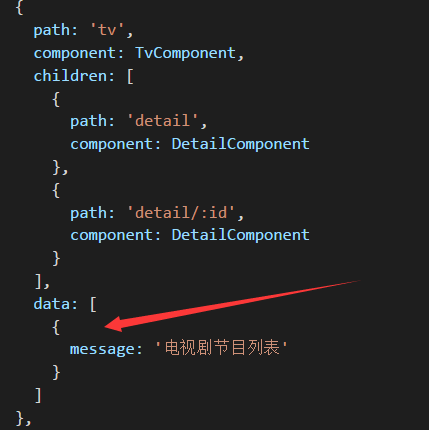 {
  path: 'tv',
  component: TvComponent,
  children: [
    {
      path: 'detail',
      component: DetailComponent
    },
    {
      path: 'detail/:id',
      component: DetailComponent
    }
  ],
  data: [
    {
      message: '电视剧节目列表'
    }
  ]
},